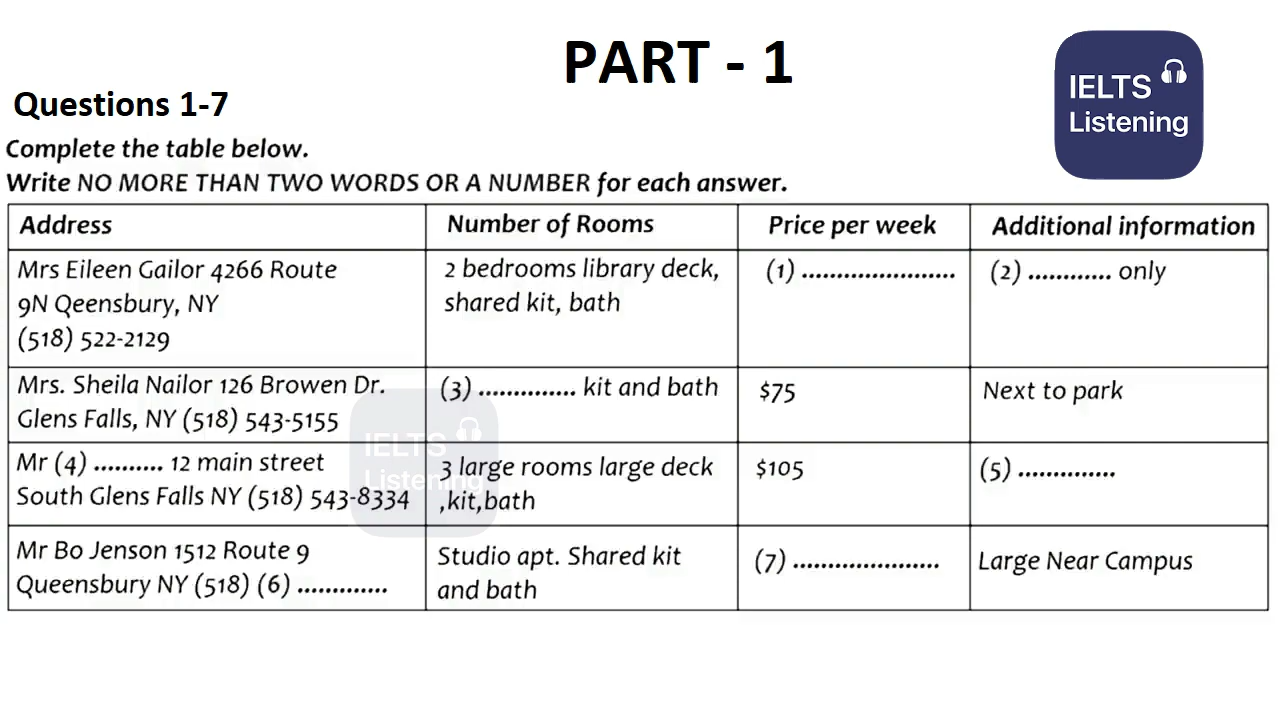 PART - 1
IELTS
Listening
Questions 1-7
Complete the table below.
Write NO MORE THAN TWO WORDS OR A NUMBER for each answer.
Address Number of Rooms Price per week Additional information
Mrs Eileen Gailor 4266 Route
9N Qeensbury, NY
(518) 522-2129
2 bedrooms library deck,
shared kit, bath
(1) .......................
(2) ............ only
Mrs. Sheila Nailor 126 Browen Dr.
Glens Falls, NY (518) 543-5155
(3) .............. kit and bath
$75
Next to park
Mr (4) .......... 12 main street
South Glens Falls NY (518) 543-8334
3 large rooms large deck
,kit,bath
$105
(5) ..............
Mr Bo Jenson 1512 Route 9
Queensbury NY (518) (6) .............
Studio apt. Shared kit
and bath
(7) ......................
Large Near Campus
IELTS
Listening